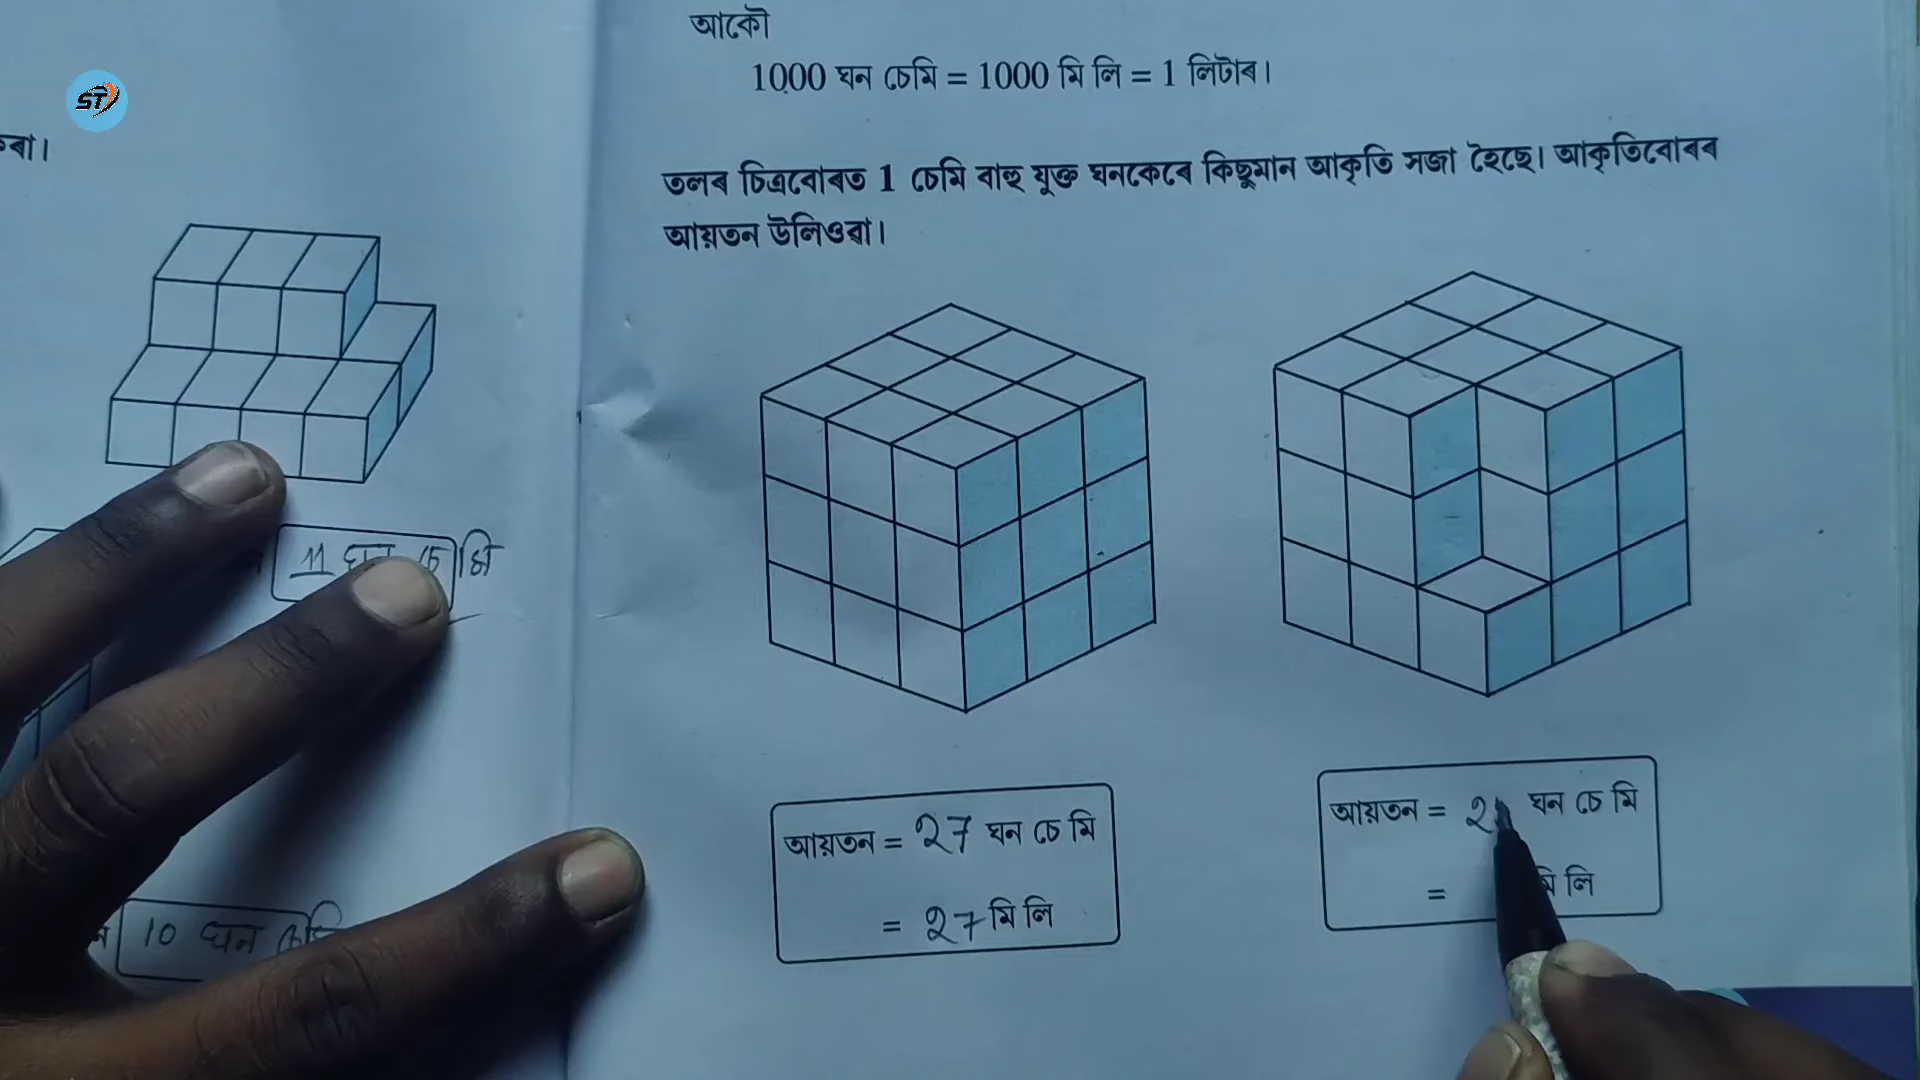 ST
আকৌ
1000 ঘন চেমি = 1000 মি লি = 1 লিটাৰ।
তলৰ চিত্ৰবোৰত 1 চেমি বাহু যুক্ত ঘনকেৰে কিছুমান আকৃতি সজা হৈছে। আকৃতিবোৰৰ
আয়তন উলিওৱা।
11 ঘন চে মি
10 ঘন
আয়তন = 27 ঘন চে মি
= 27 মি লি
আয়তন = 2 ঘন চে মি
= মি লি